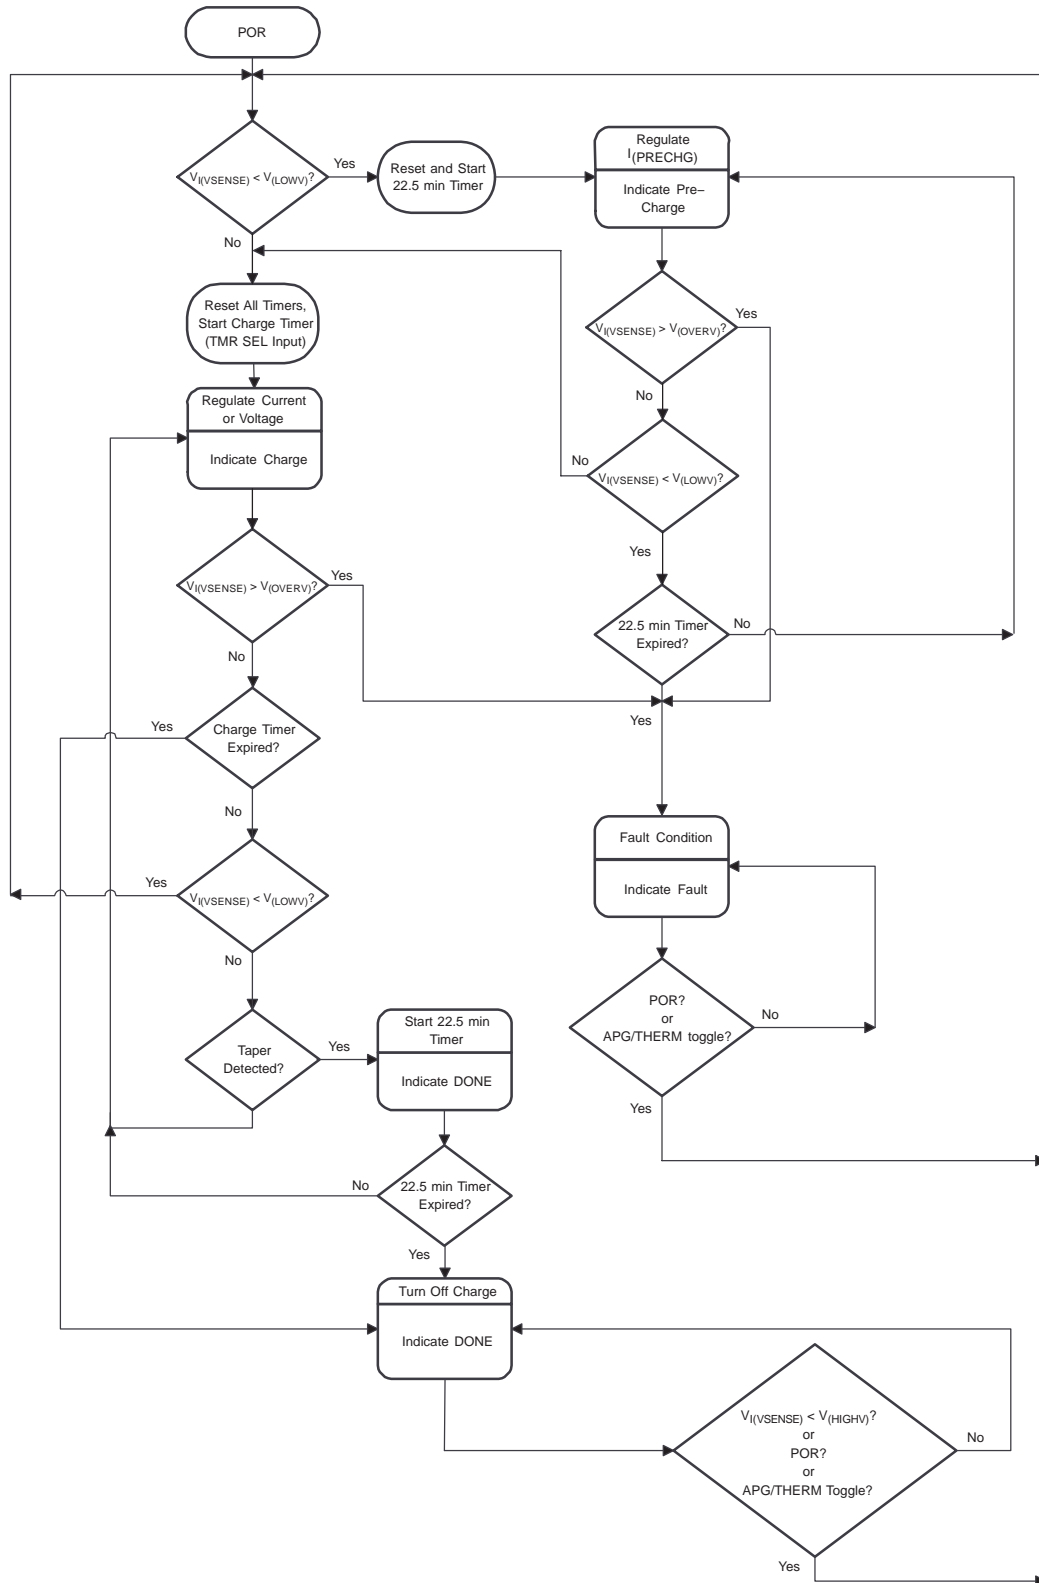 POR
VI(VSENSE) < V(LOWV)?
Yes
No
Reset and Start
22.5 min Timer
Regulate
I(PRECHG)
Indicate Pre–
Charge
Reset All Timers,
Start Charge Timer
(TMR SEL Input)
VI(VSENSE) > V(OVERV)?
Yes
No
Regulate Current
or Voltage
Indicate Charge
VI(VSENSE) < V(LOWV)?
No
Yes
VI(VSENSE) > V(OVERV)?
Yes
No
22.5 min Timer
Expired?
No
Yes
Charge Timer
Expired?
Yes
No
Fault Condition
Indicate Fault
VI(VSENSE) < V(LOWV)?
Yes
No
POR?
or
APG/THERM toggle?
No
Yes
Taper
Detected?
Yes
Start 22.5 min
Timer
Indicate DONE
22.5 min Timer
Expired?
No
Yes
Turn Off Charge
Indicate DONE
VI(VSENSE) < V(HIGHV)?
or
POR?
or
APG/THERM Toggle?
No
Yes